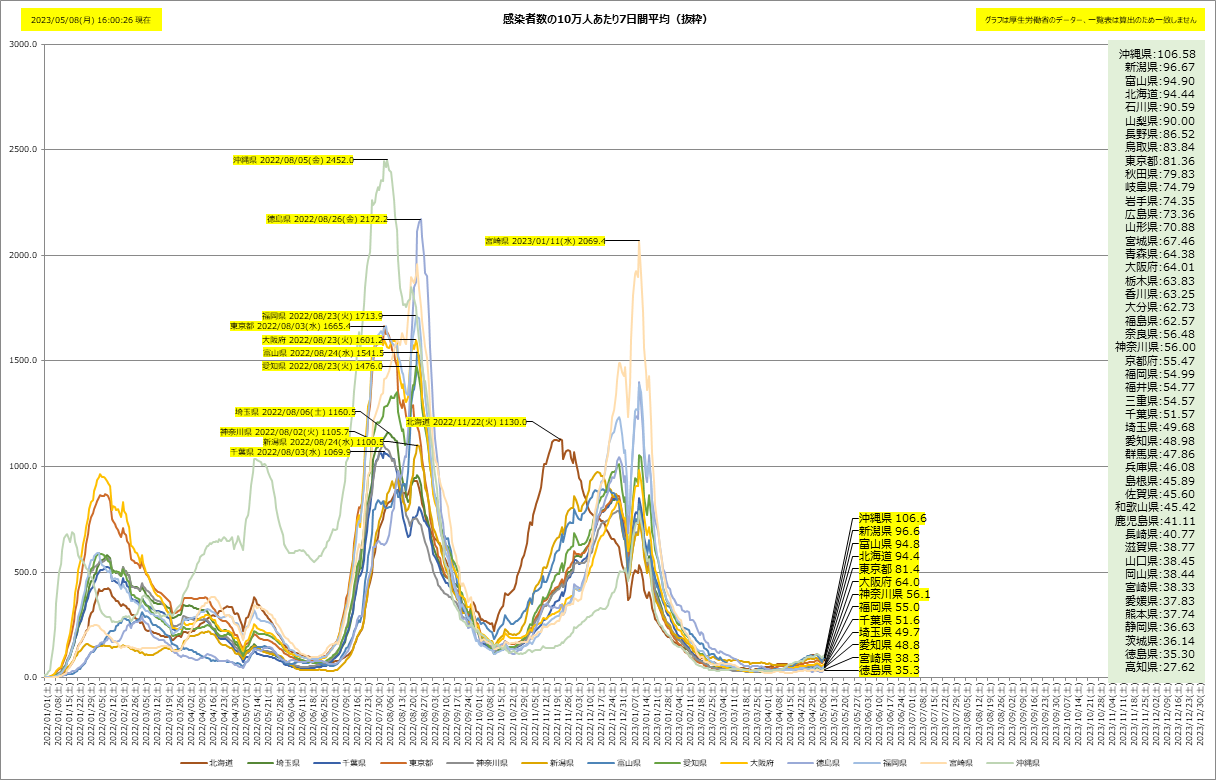 2023/05/08(月) 16:00:26 現在
感染者数の10万人あたり7日間平均（抜粋）
グラフは厚生労働省のデーター、一覧表は算出のため一致しません
3000.0
2500.0
2000.0
1500.0
1000.0
500.0
0.0
沖縄県 2022/08/05(金) 2452.0
徳島県 2022/08/26(金) 2172.2
宮崎県 2023/01/11(水) 2069.4
福岡県 2022/08/23(火) 1713.9
東京都 2022/08/03(水) 1665.4
大阪府 2022/08/23(火) 1601.2
富山県 2022/08/24(水) 1541.5
愛知県 2022/08/23(火) 1476.0
埼玉県 2022/08/06(土) 1160.5
北海道 2022/11/22(火) 1130.0
神奈川県 2022/08/02(火) 1105.7
新潟県 2022/08/24(水) 1100.5
千葉県 2022/08/03(水) 1069.9
沖縄県 106.6
新潟県 96.6
富山県 94.8
北海道 94.4
東京都 81.4
大阪府 64.0
神奈川県 56.1
福岡県 55.0
千葉県 51.6
埼玉県 49.7
愛知県 48.8
宮崎県 38.3
徳島県 35.3
沖縄県:106.58
新潟県:96.67
富山県:94.90
北海道:94.44
石川県:90.59
山梨県:90.00
長野県:86.52
鳥取県:83.84
東京都:81.36
秋田県:79.83
岐阜県:74.79
岩手県:74.35
広島県:73.36
山形県:70.88
宮城県:67.46
青森県:64.38
大阪府:64.01
栃木県:63.83
香川県:63.25
大分県:62.73
福島県:62.57
奈良県:56.48
神奈川県:56.00
京都府:55.47
福岡県:54.99
福井県:54.77
三重県:54.57
千葉県:51.57
埼玉県:49.68
愛知県:48.98
群馬県:47.86
兵庫県:46.08
島根県:45.89
佐賀県:45.60
和歌山県:45.42
鹿児島県:41.11
長崎県:40.77
滋賀県:38.77
山口県:38.45
岡山県:38.44
宮崎県:38.33
愛媛県:37.83
熊本県:37.74
静岡県:36.63
茨城県:36.14
徳島県:35.30
高知県:27.62
北海道 埼玉県 千葉県 東京都 神奈川県 新潟県 富山県 愛知県 大阪府 徳島県 福岡県 宮崎県 沖縄県